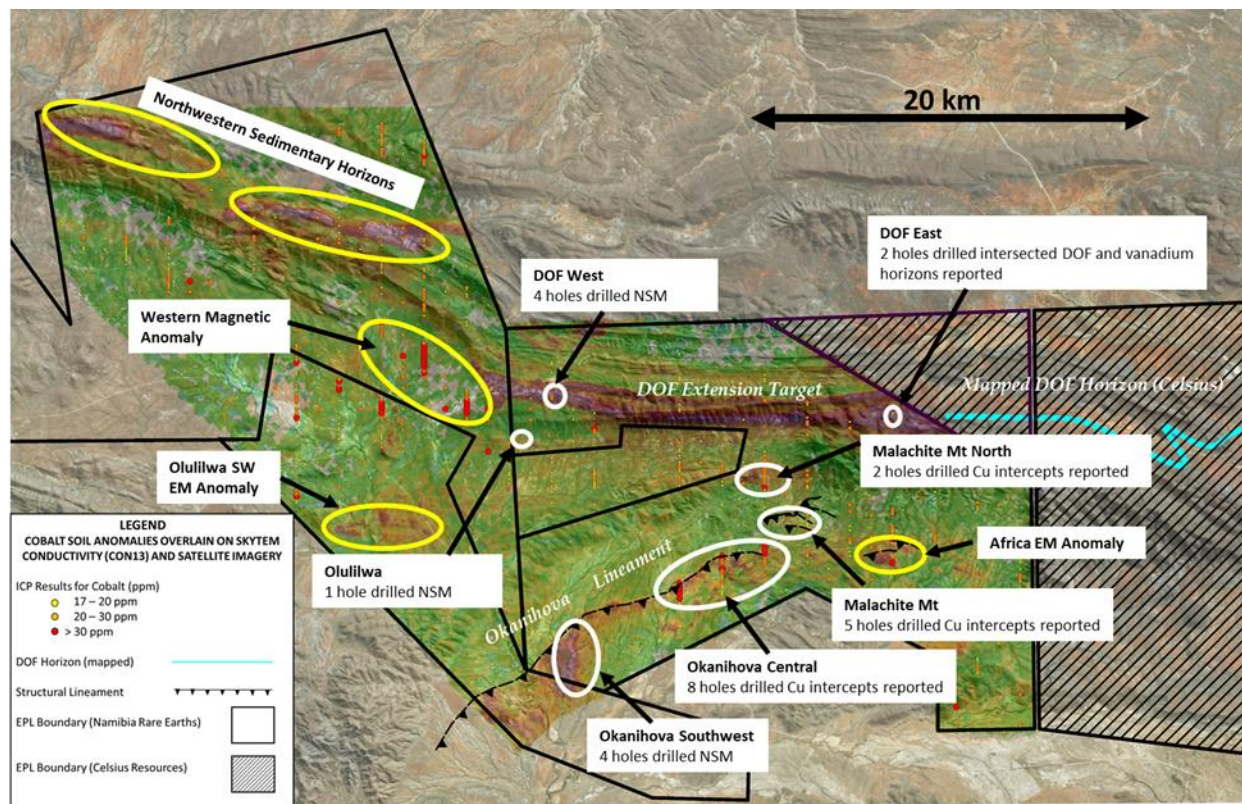 20 km
Northwestern Sedimentary Horizons
DOF East
2 holes drilled intersected DOF and vanadium
horizons reported
DOF West
4 holes drilled NSM
Western Magnetic
Anomaly
DOF Extension Target
Mapped DOF Horizon (Celsius)
Malachite Mt North
2 holes drilled Cu intercepts reported
Olulilwa SW
EM Anomaly
Africa EM Anomaly
Olulilwa
1 hole drilled NSM
Okanihova Lineament
Malachite Mt
5 holes drilled Cu intercepts reported
Okanihova Central
8 holes drilled Cu intercepts reported
Okanihova Southwest
4 holes drilled NSM
LEGEND
COBALT SOIL ANOMALIES OVERLAIN ON SKYTEM
CONDUCTIVITY (CON13) AND SATELLITE IMAGERY
ICP Results for Cobalt (ppm)
17 – 20 ppm
20 – 30 ppm
> 30 ppm
DOF Horizon (mapped)
Structural Lineament
EPL Boundary (Namibia Rare Earths)
EPL Boundary (Celsius Resources)